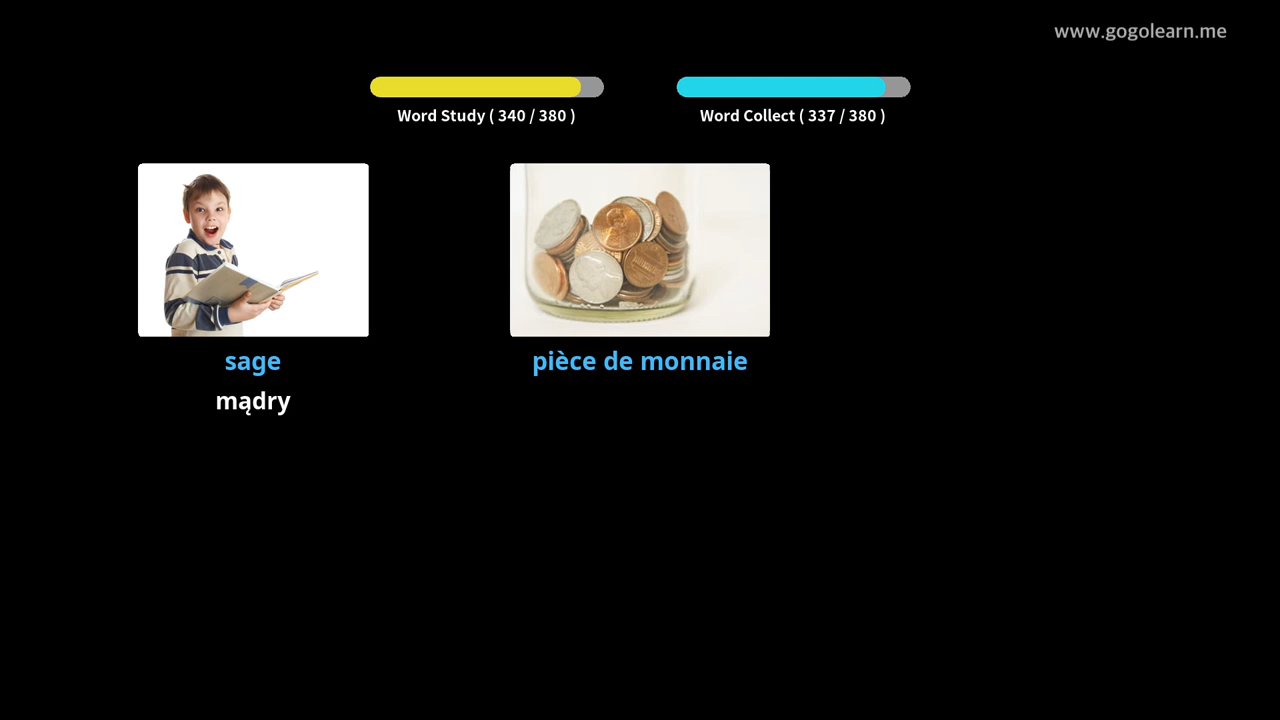 www.gogolearn.me
Word Study ( 340 / 380 )
Word Collect ( 337 / 380 )
sage
pièce de monnaie
mądry